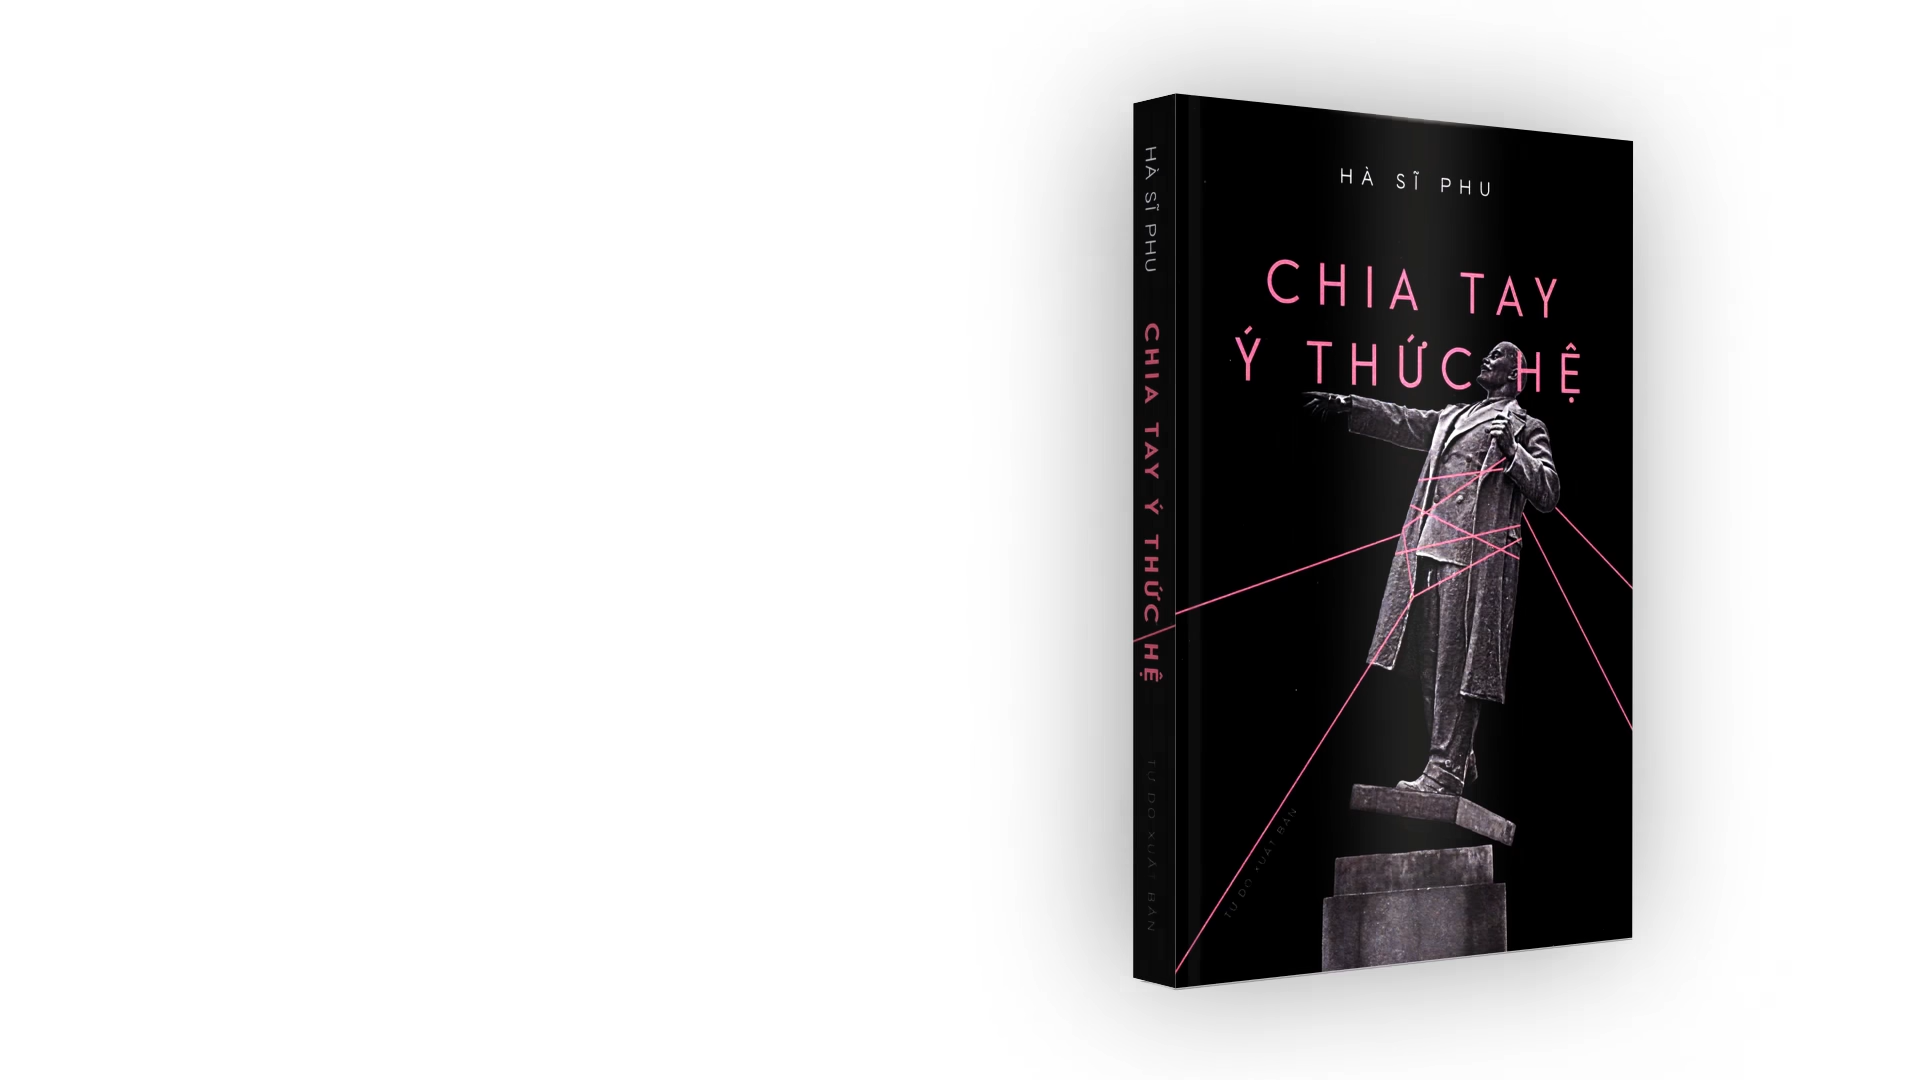 HÀ SĨ PHU
CHIA TAY Ý THỨC HỆ
TỰ DO XUẤT BẢN
HÀ SĨ PHU
CHIA TAY
Ý THỨC HỆ
TỰ DO XUẤT BẢN